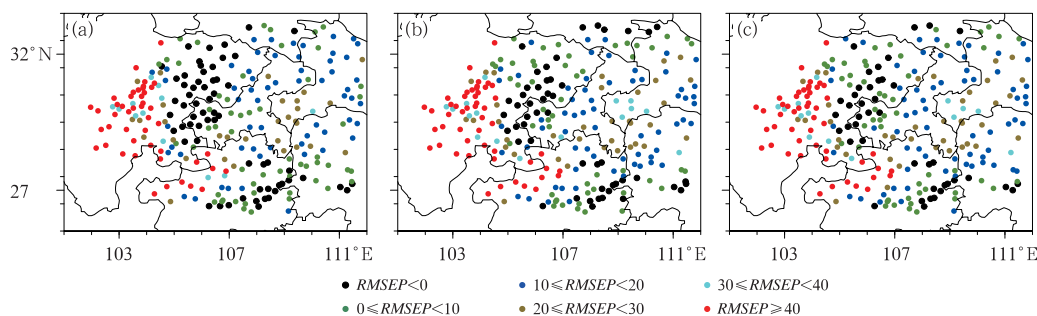 (a) (b) (c)
32°N
27
103 107 111°E 103 107 111°E 103 107 111°E
RMSEP<0 10≤RMSEP<20 30≤RMSEP<40
0≤RMSEP<10 20≤RMSEP<30 RMSEP≥40